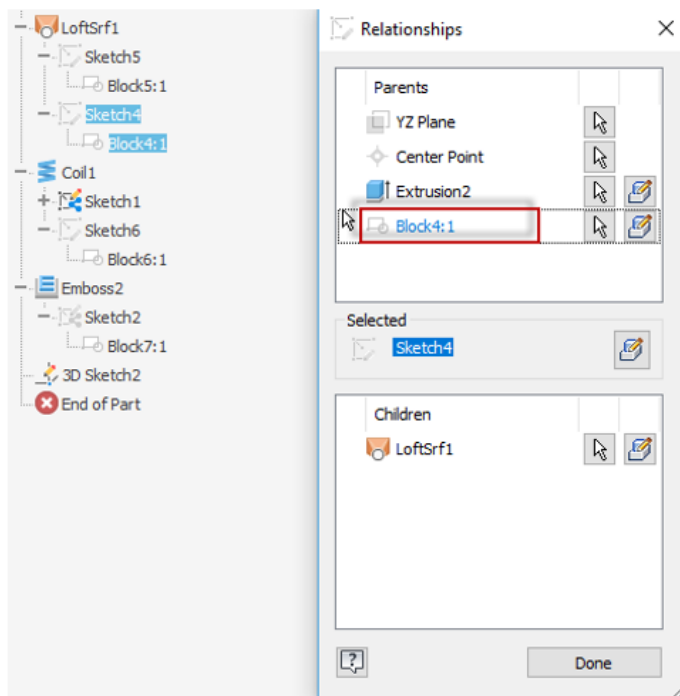 LoftSrf1
Sketch5
Block5:1
Sketch4
Block4:1
Coil1
Sketch1
Sketch6
Block6:1
Emboss2
Sketch2
Block7:1
3D Sketch2
End of Part
Relationships
Parents
YZ Plane
Center Point
Extrusion2
Block4:1
Selected
Sketch4
Children
LoftSrf1
?
Done